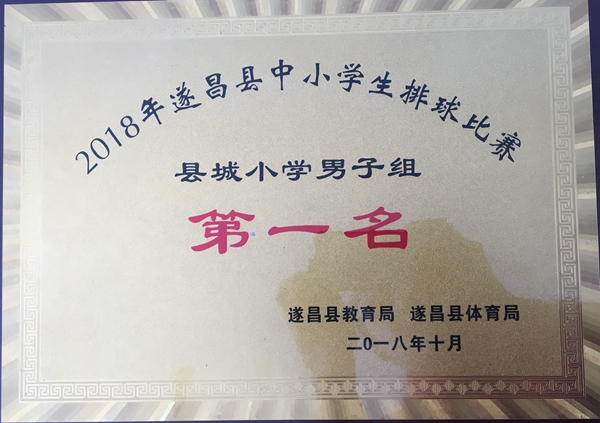 2018年遂昌县中小学生排球比赛
县城小学男子组
第一名
遂昌县教育局 遂昌县体育局
二0一八年十月